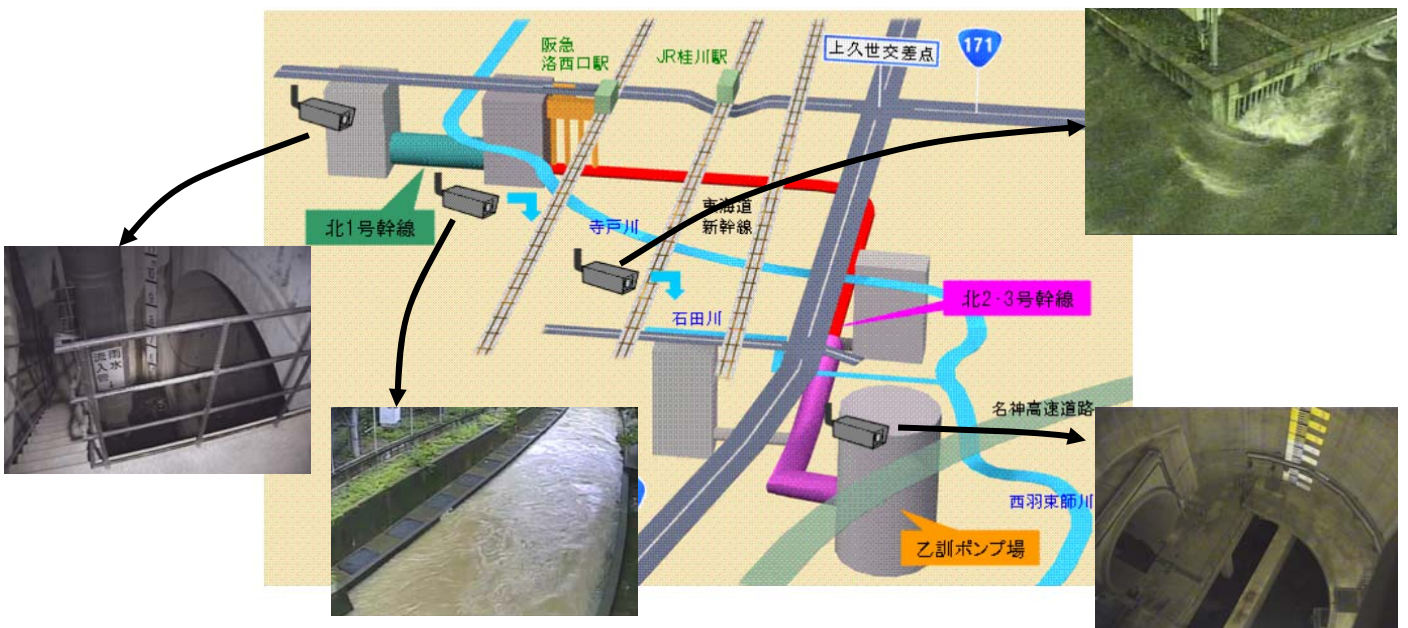 阪急
洛西口駅
JR桂川駅
上久世交差点
171
北1号幹線
寺戸川
東海道
新幹線
北2・3号幹線
石田川
名神高速道路
西羽束師川
乙訓ポンプ場
雨水
流入管